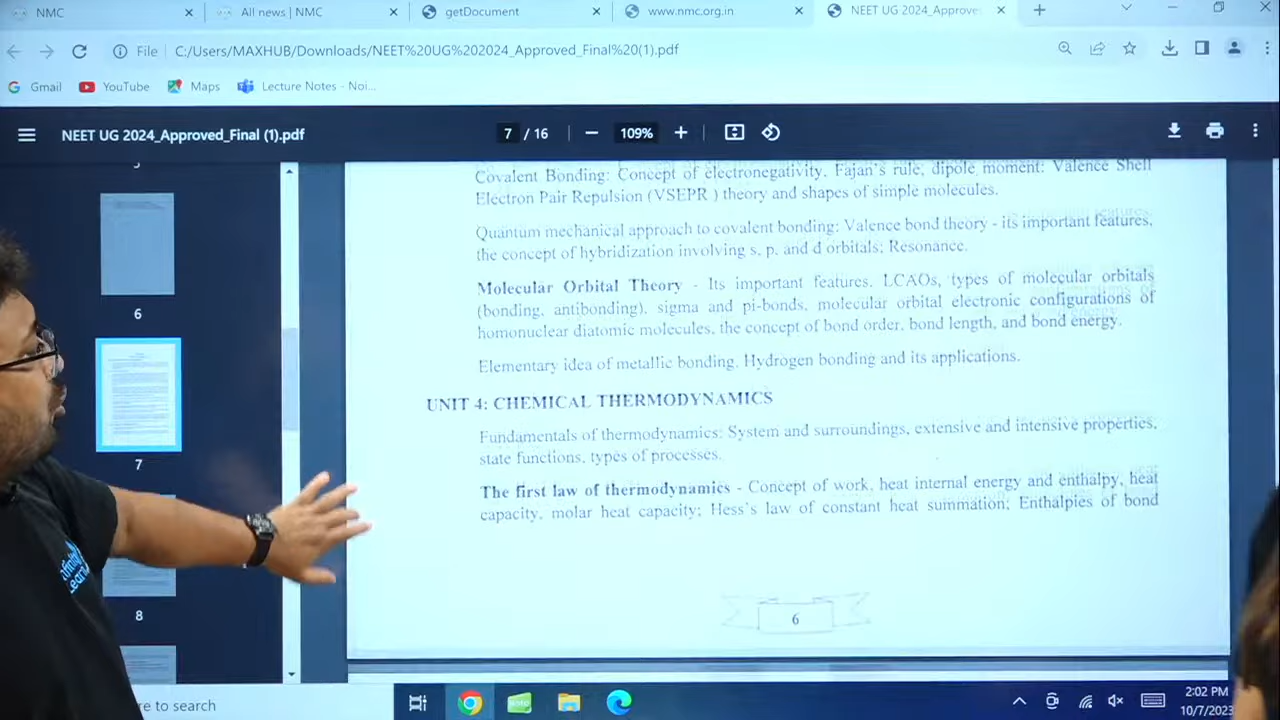 NMC
All news | NMC
getDocument
www.nmc.org.in
NEET UG 2024_Approve
File
C:/Users/MAXHUB/Downloads/NEET%20UG%202024_Approved_Final%20(1).pdf
Gmail
YouTube
Maps
Lecture Notes - Noi...
NEET UG 2024_Approved_Final (1).pdf
7 / 16
109%
6
7
8
Covalent Bonding: Concept of electronegativity. Fajan's rule, dipole moment: Valence Shell
Electron Pair Repulsion (VSEPR ) theory and shapes of simple molecules.
Quantum mechanical approach to covalent bonding: Valence bond theory - its important features,
the concept of hybridization involving s, p. and d orbitals; Resonance.
Molecular Orbital Theory - Its important features. LCAOs, types of molecular orbitals
(bonding, antibonding), sigma and pi-bonds, molecular orbital electronic configurations of
homonuclear diatomic molecules, the concept of bond order, bond length, and bond energy.
Elementary idea of metallic bonding. Hydrogen bonding and its applications.
UNIT 4: CHEMICAL THERMODYNAMICS
Fundamentals of thermodynamics: System and surroundings, extensive and intensive properties,
state functions, types of processes.
The first law of thermodynamics - Concept of work, heat internal energy and enthalpy, heat
capacity, molar heat capacity; Hess's law of constant heat summation; Enthalpies of bond
6
Infinity
Learn
re to search
2:02 PM
10/7/2023